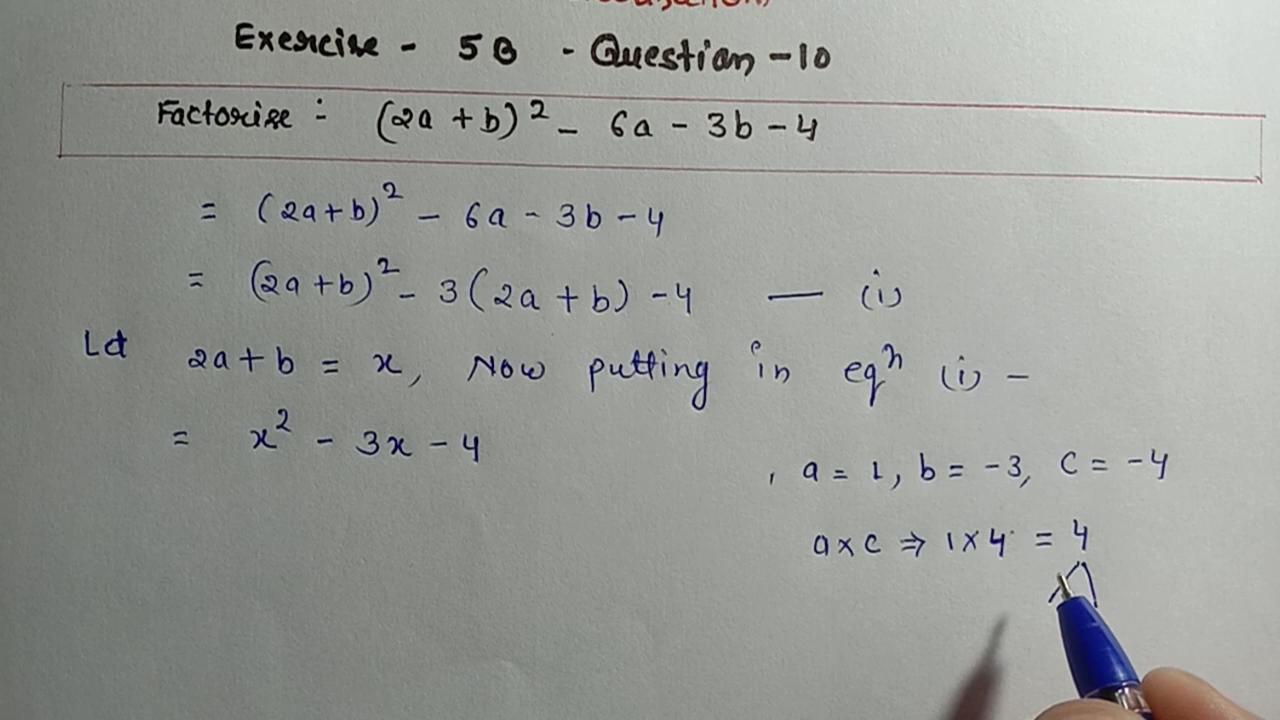 Exercise - 5B - Question - 10
Factorise :- (2a + b)² - 6a - 3b - 4
= (2a + b)² - 6a - 3b - 4
= (2a + b)² - 3(2a + b) - 4 — (i)
Let 2a + b = x, Now putting in eqⁿ (i) -
= x² - 3x - 4
, a = 1, b = -3, C = -4
a × c ⇒ 1 × 4 = 4